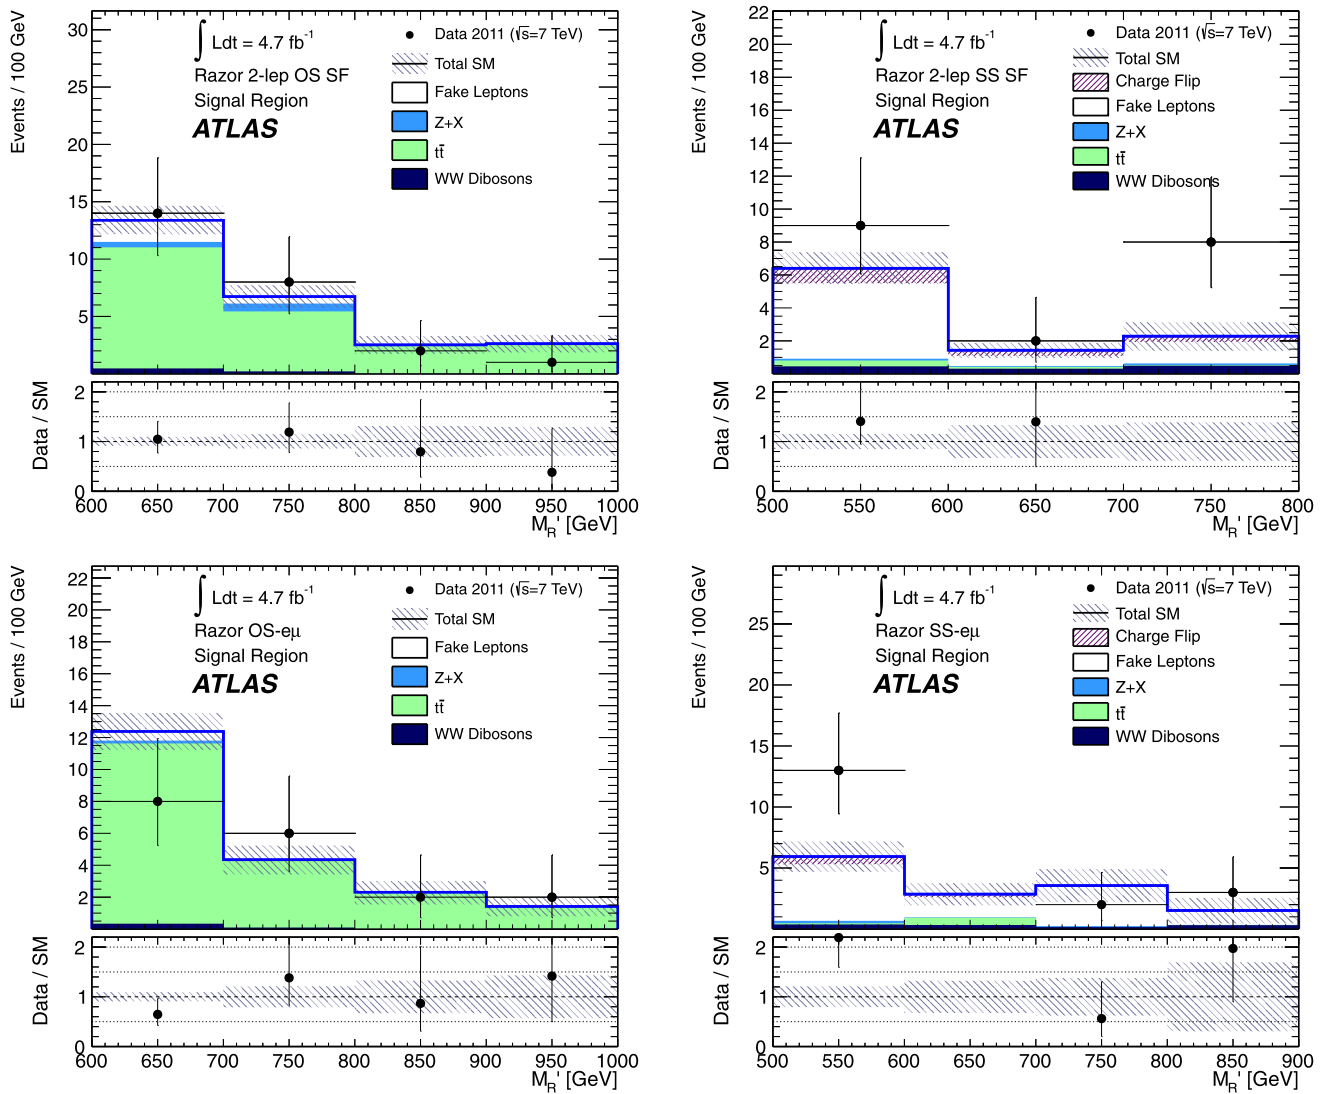 Events / 100 GeV
30
25
20
15
10
5
∫ Ldt = 4.7 fb⁻¹
Razor 2-lep OS SF
Signal Region
ATLAS
Data 2011 (√s=7 TeV)
Total SM
Fake Leptons
Z+X
tt̄
WW Dibosons
Data / SM
2
1
0
600 650 700 750 800 850 900 950 1000
M_R' [GeV]
Events / 100 GeV
22
20
18
16
14
12
10
8
6
4
2
∫ Ldt = 4.7 fb⁻¹
Razor 2-lep SS SF
Signal Region
ATLAS
Data 2011 (√s=7 TeV)
Total SM
Charge Flip
Fake Leptons
Z+X
tt̄
WW Dibosons
Data / SM
2
1
0
500 550 600 650 700 750 800
M_R' [GeV]
Events / 100 GeV
22
20
18
16
14
12
10
8
6
4
2
∫ Ldt = 4.7 fb⁻¹
Razor OS-eμ
Signal Region
ATLAS
Data 2011 (√s=7 TeV)
Total SM
Fake Leptons
Z+X
tt̄
WW Dibosons
Data / SM
2
1
0
600 650 700 750 800 850 900 950 1000
M_R' [GeV]
Events / 100 GeV
25
20
15
10
5
∫ Ldt = 4.7 fb⁻¹
Razor SS-eμ
Signal Region
ATLAS
Data 2011 (√s=7 TeV)
Total SM
Charge Flip
Fake Leptons
Z+X
tt̄
WW Dibosons
Data / SM
2
1
0
500 550 600 650 700 750 800 850 900
M_R' [GeV]